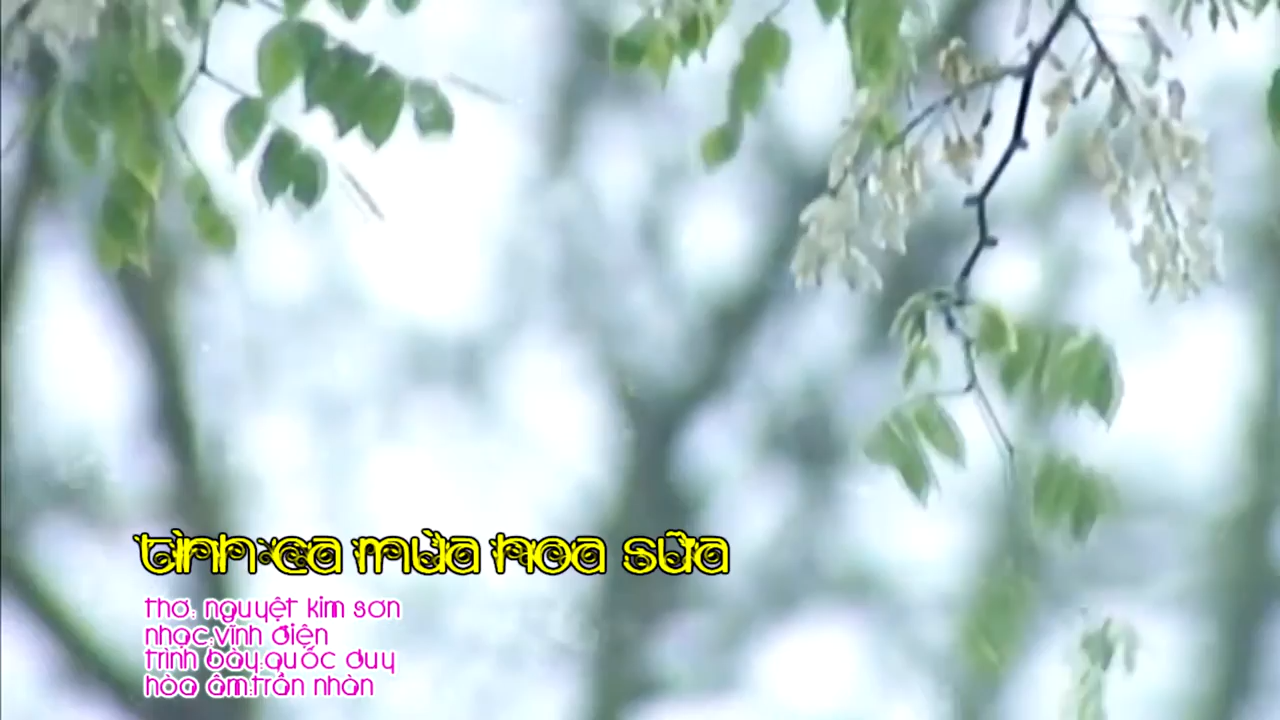 tình ca mùa hoa sữa
thơ: nguyệt kim sơn
nhạc:vĩnh điện
trình bày:quốc duy
hòa âm:trần nhàn